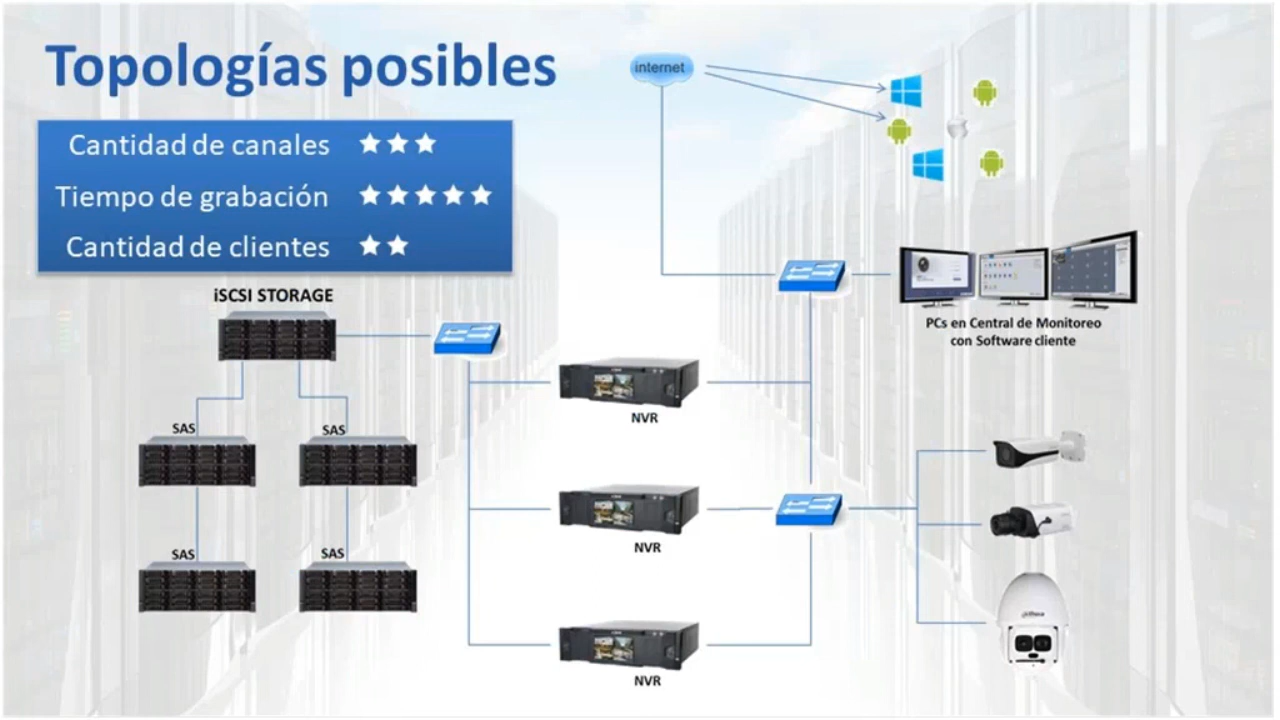 Topologías posibles
internet
Cantidad de canales
Tiempo de grabación
Cantidad de clientes
iSCSI STORAGE
PCs en Central de Monitoreo
con Software cliente
NVR
SAS
SAS
NVR
SAS
SAS
alhua
NVR